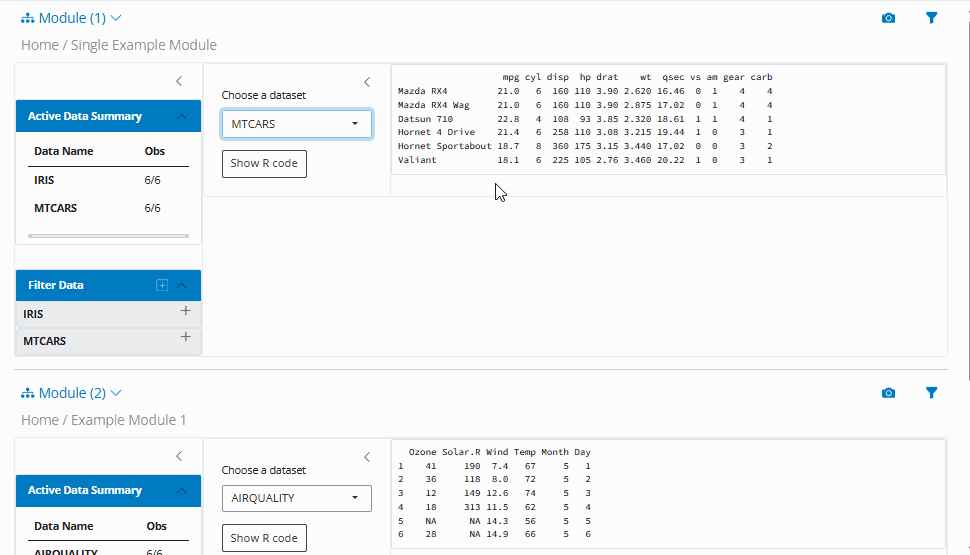 Module (1)
Home / Single Example Module
Active Data Summary
Data Name Obs
IRIS 6/6
MTCARS 6/6
Filter Data
IRIS
MTCARS
Choose a dataset
MTCARS
Show R code
mpg cyl disp hp drat wt qsec vs am gear carb
Mazda RX4 21.0 6 160 110 3.90 2.620 16.46 0 1 4 4
Mazda RX4 Wag 21.0 6 160 110 3.90 2.875 17.02 0 1 4 4
Datsun 710 22.8 4 108 93 3.85 2.320 18.61 1 1 4 1
Hornet 4 Drive 21.4 6 258 110 3.08 3.215 19.44 1 0 3 1
Hornet Sportabout 18.7 8 360 175 3.15 3.440 17.02 0 0 3 2
Valiant 18.1 6 225 105 2.76 3.460 20.22 1 0 3 1
Module (2)
Home / Example Module 1
Active Data Summary
Data Name Obs
AIRQUALITY 6/6
Choose a dataset
AIRQUALITY
Show R code
Ozone Solar.R Wind Temp Month Day
1 41 190 7.4 67 5 1
2 36 118 8.0 72 5 2
3 12 149 12.6 74 5 3
4 18 313 11.5 62 5 4
5 NA NA 14.3 56 5 5
6 28 NA 14.9 66 5 6